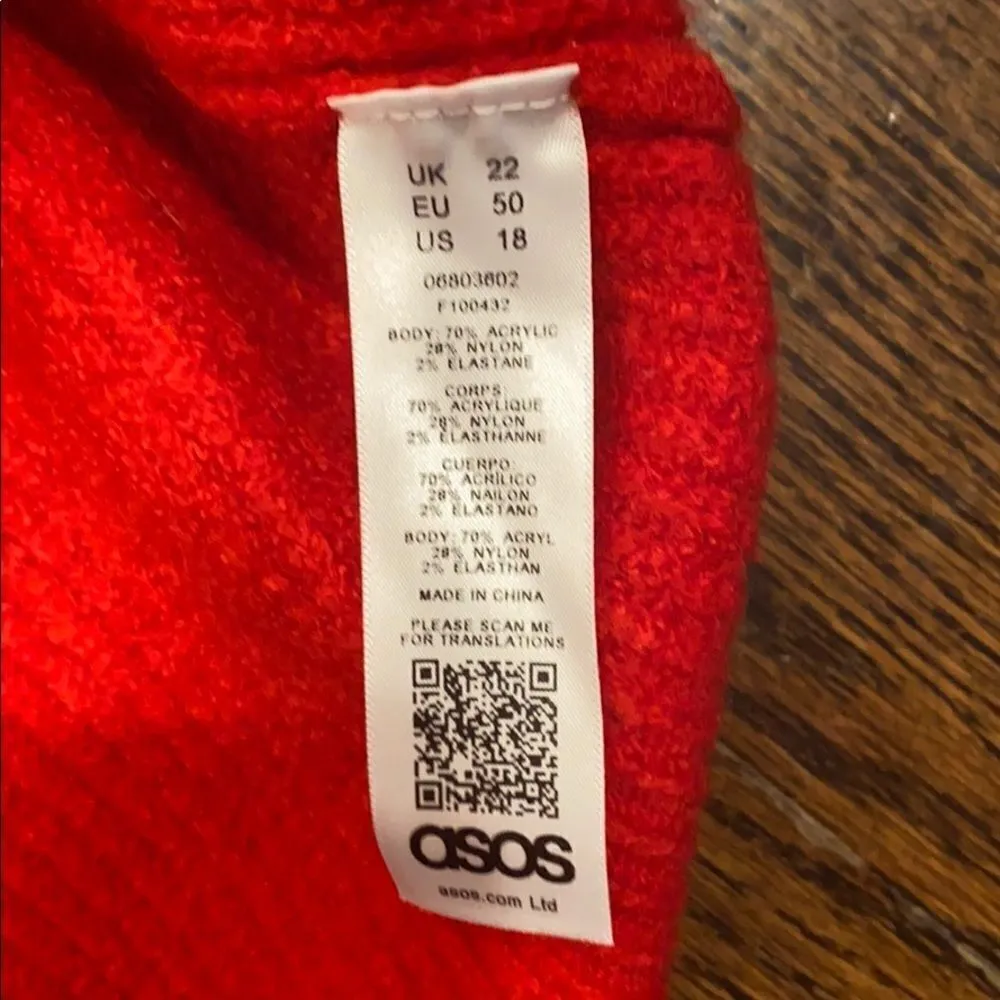 UK 22
EU 50
US 18
06803602
F100432
BODY: 70% ACRYLIC
28% NYLON
2% ELASTANE
CORPS:
70% ACRYLIQUE
28% NYLON
2% ELASTHANNE
CUERPO:
70% ACRÍLICO
28% NAILON
2% ELASTANO
BODY: 70% ACRYL
28% NYLON
2% ELASTHAN
MADE IN CHINA
PLEASE SCAN ME
FOR TRANSLATIONS
asos
asos.com Ltd